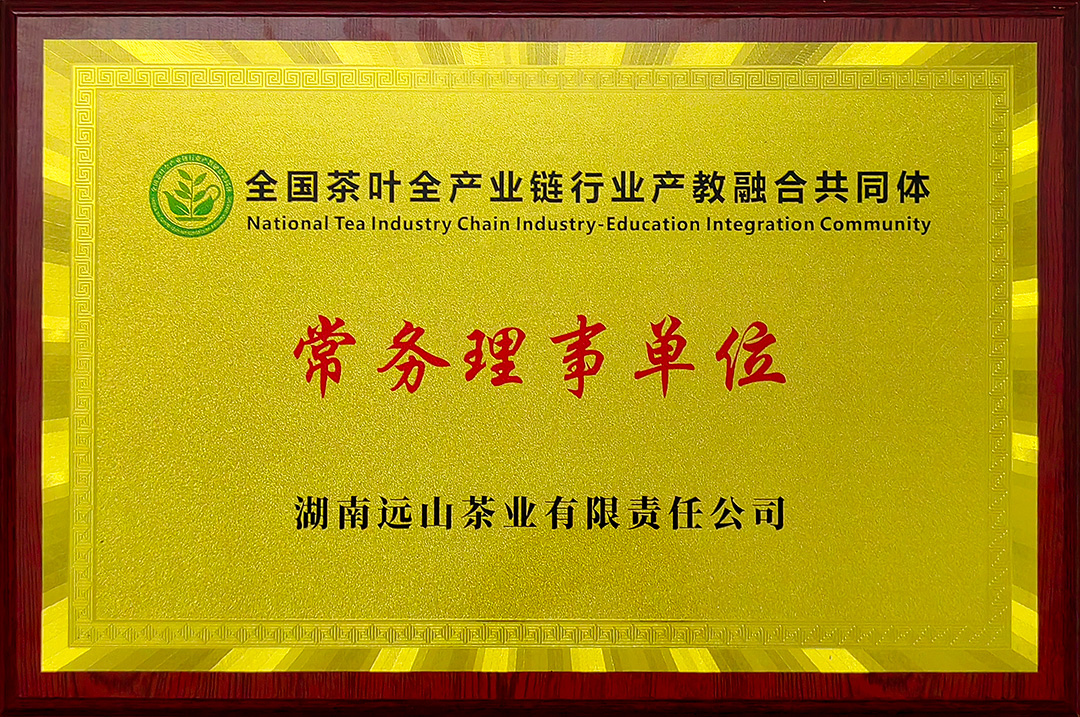 全国茶叶全产业链行业产教融合共同体
National Tea Industry Chain Industry-Education Integration Community
常务理事单位
湖南远山茶业有限责任公司